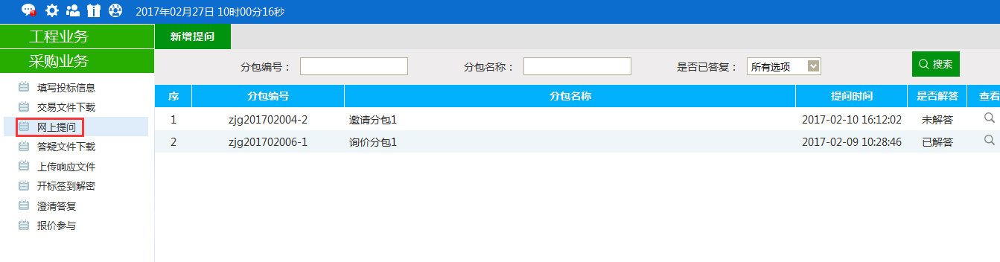 2017年02月27日 10时00分16秒
工程业务
采购业务
填写投标信息
交易文件下载
网上提问
答疑文件下载
上传响应文件
开标签到解密
澄清答复
报价参与
新增提问
分包编号： 分包名称： 是否已答复： 所有选项 搜索
序 分包编号 分包名称 提问时间 是否解答 查看
1 zjg201702004-2 邀请分包1 2017-02-10 16:12:02 未解答
2 zjg201702006-1 询价分包1 2017-02-09 10:28:46 已解答